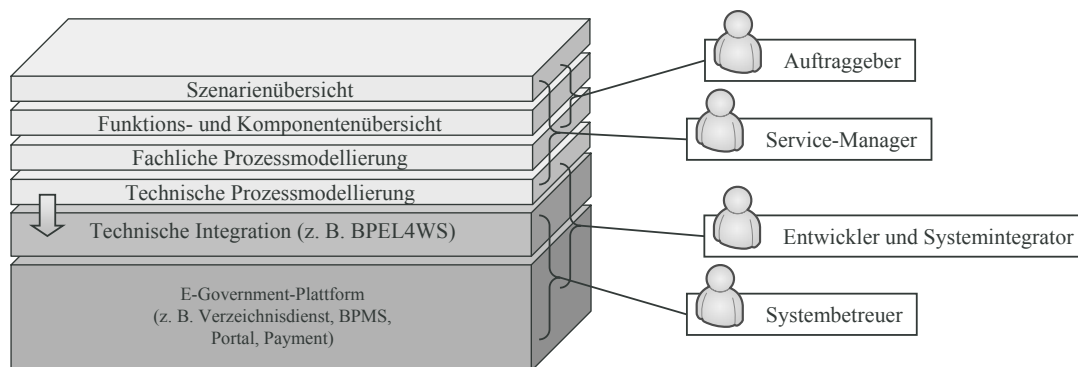 Szenarienübersicht
Funktions- und Komponentenübersicht
Fachliche Prozessmodellierung
Technische Prozessmodellierung
Technische Integration (z. B. BPEL4WS)
E-Government-Plattform
(z. B. Verzeichnisdienst, BPMS,
Portal, Payment)
Auftraggeber
Service-Manager
Entwickler und Systemintegrator
Systembetreuer